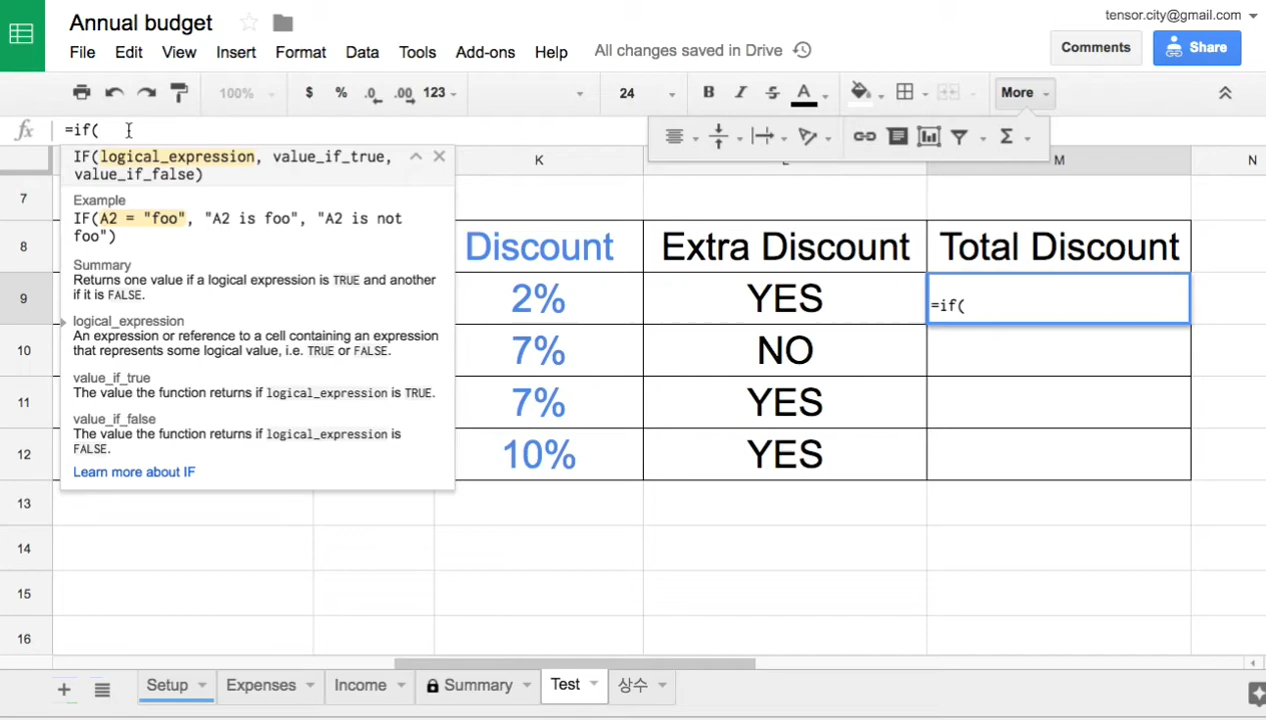 Annual budget
tensor.city@gmail.com
File Edit View Insert Format Data Tools Add-ons Help All changes saved in Drive
Comments Share
100% $ % .0 .00 123 24 B I S A More
fx =if(
IF(logical_expression, value_if_true,
value_if_false)
Example
IF(A2 = "foo", "A2 is foo", "A2 is not
foo")
Summary
Returns one value if a logical expression is TRUE and another
if it is FALSE.
logical_expression
An expression or reference to a cell containing an expression
that represents some logical value, i.e. TRUE or FALSE.
value_if_true
The value the function returns if logical_expression is TRUE.
value_if_false
The value the function returns if logical_expression is
FALSE.
Learn more about IF
K M N
7
8 Discount Extra Discount Total Discount
9 2% YES =if(
10 7% NO
11 7% YES
12 10% YES
13
14
15
16
Setup Expenses Income Summary Test 상수